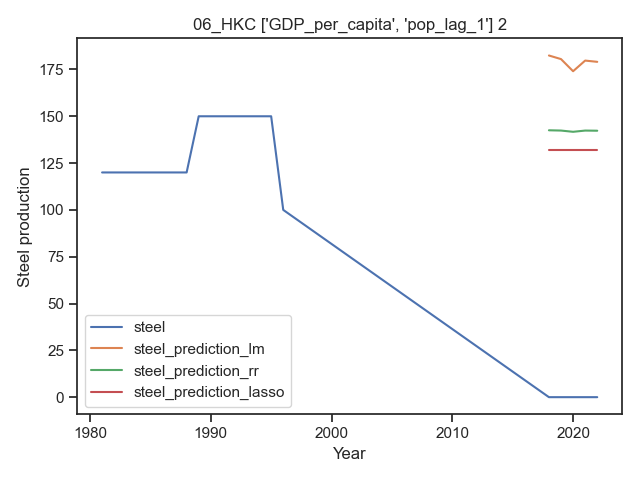 06_HKC ['GDP_per_capita', 'pop_lag_1'] 2
Steel production
175
150
125
100
75
50
25
0
steel
steel_prediction_lm
steel_prediction_rr
steel_prediction_lasso
1980
1990
2000
2010
2020
Year